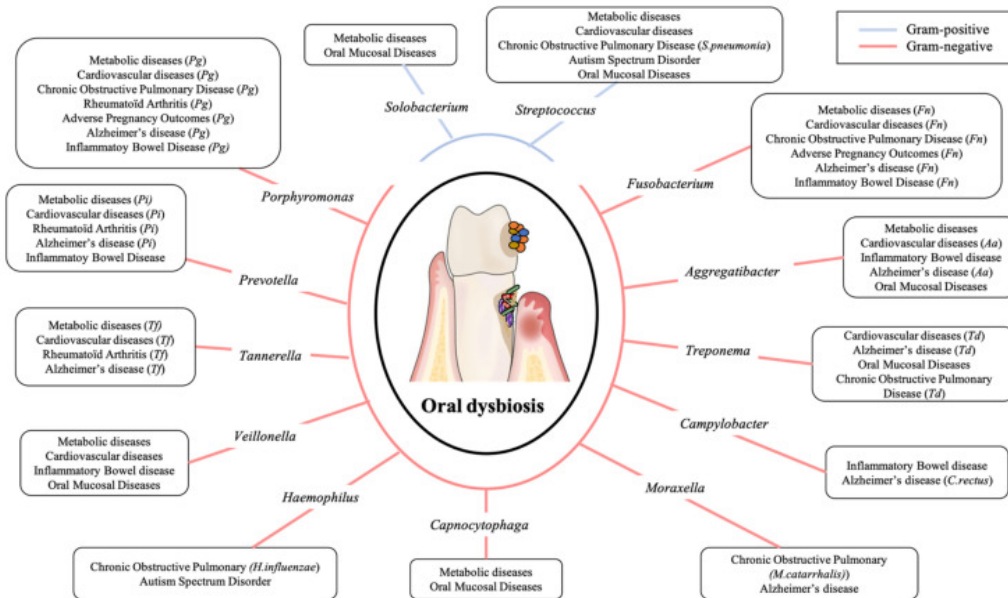 Metabolic diseases
Oral Mucosal Diseases
Solobacterium
Metabolic diseases
Cardiovascular diseases
Chronic Obstructive Pulmonary Disease (S.pneumonia)
Autism Spectrum Disorder
Oral Mucosal Diseases
Streptococcus
Gram-positive
Gram-negative
Metabolic diseases (Pg)
Cardiovascular diseases (Pg)
Chronic Obstructive Pulmonary Disease (Pg)
Rheumatoïd Arthritis (Pg)
Adverse Pregnancy Outcomes (Pg)
Alzheimer's disease (Pg)
Inflammatoy Bowel Disease (Pg)
Porphyromonas
Metabolic diseases (Fn)
Cardiovascular diseases (Fn)
Chronic Obstructive Pulmonary Disease (Fn)
Adverse Pregnancy Outcomes (Fn)
Alzheimer's disease (Fn)
Inflammatoy Bowel Disease (Fn)
Fusobacterium
Metabolic diseases (Pi)
Cardiovascular diseases (Pi)
Rheumatoïd Arthritis (Pi)
Alzheimer's disease (Pi)
Inflammatoy Bowel Disease
Prevotella
Metabolic diseases
Cardiovascular diseases (Aa)
Inflammatory Bowel disease
Alzheimer's disease (Aa)
Oral Mucosal Diseases
Aggregatibacter
Metabolic diseases (Tf)
Cardiovascular diseases (Tf)
Rheumatoïd Arthritis (Tf)
Alzheimer's disease (Tf)
Tannerella
Cardiovascular diseases (Td)
Alzheimer's disease (Td)
Oral Mucosal Diseases
Chronic Obstructive Pulmonary
Disease (Td)
Treponema
Oral dysbiosis
Metabolic diseases
Cardiovascular diseases
Inflammatory Bowel disease
Oral Mucosal Diseases
Veillonella
Inflammatory Bowel disease
Alzheimer's disease (C.rectus)
Campylobacter
Haemophilus
Chronic Obstructive Pulmonary (H.influenzae)
Autism Spectrum Disorder
Capnocytophaga
Metabolic diseases
Oral Mucosal Diseases
Moraxella
Chronic Obstructive Pulmonary
(M.catarrhalis))
Alzheimer's disease